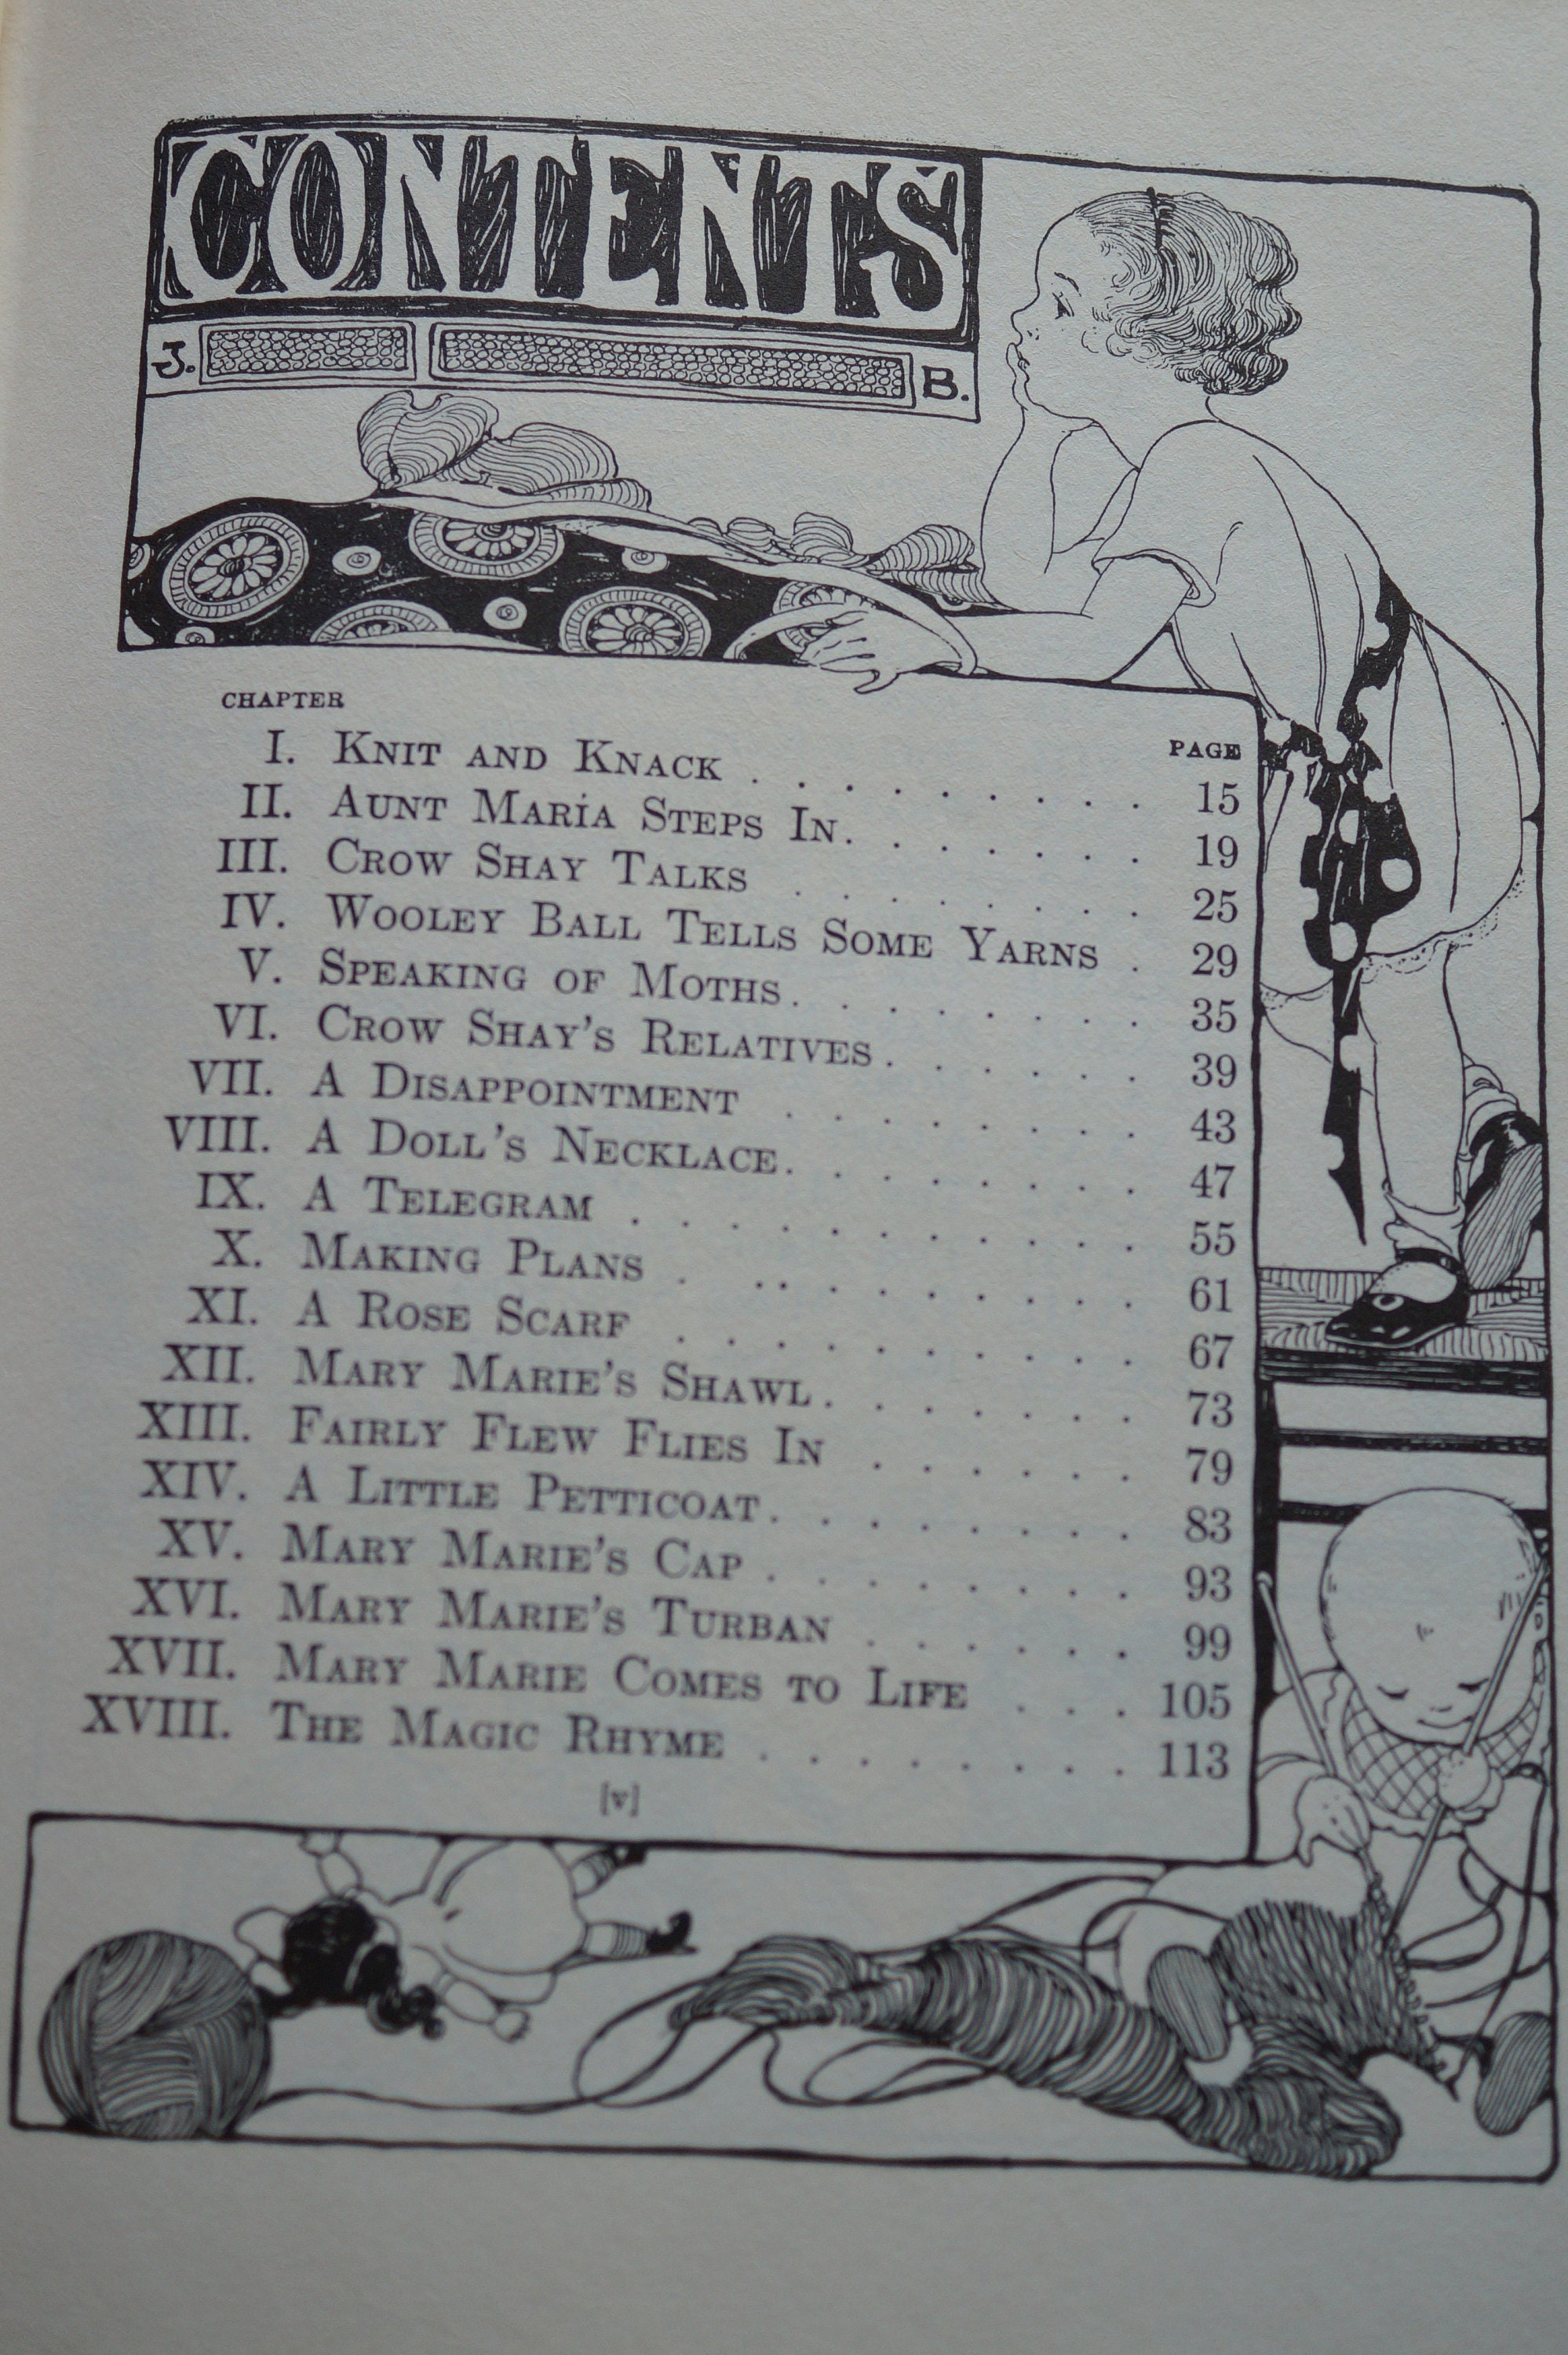 CONTENTS
J. B.
CHAPTER PAGE
I. KNIT AND KNACK . . . . . . . . . 15
II. AUNT MARIA STEPS IN. . . . . . . 19
III. CROW SHAY TALKS . . . . . . . . 25
IV. WOOLEY BALL TELLS SOME YARNS . 29
V. SPEAKING OF MOTHS. . . . . . . . 35
VI. CROW SHAY'S RELATIVES. . . . . . 39
VII. A DISAPPOINTMENT . . . . . . . . 43
VIII. A DOLL'S NECKLACE. . . . . . . . 47
IX. A TELEGRAM . . . . . . . . . . . 55
X. MAKING PLANS . . . . . . . . . . 61
XI. A ROSE SCARF . . . . . . . . . . 67
XII. MARY MARIE'S SHAWL. . . . . . . 73
XIII. FAIRLY FLEW FLIES IN . . . . . . 79
XIV. A LITTLE PETTICOAT. . . . . . . . 83
XV. MARY MARIE'S CAP . . . . . . . . 93
XVI. MARY MARIE'S TURBAN . . . . . . 99
XVII. MARY MARIE COMES TO LIFE . . . 105
XVIII. THE MAGIC RHYME . . . . . . . . 113
[v]